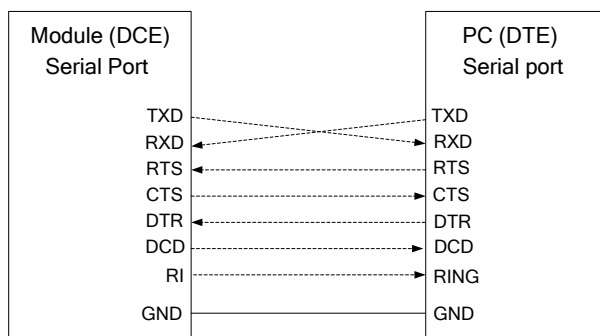 Module (DCE)
Serial Port
PC (DTE)
Serial port
TXD
RXD
RTS
CTS
DTR
DCD
RI
GND
TXD
RXD
RTS
CTS
DTR
DCD
RING
GND